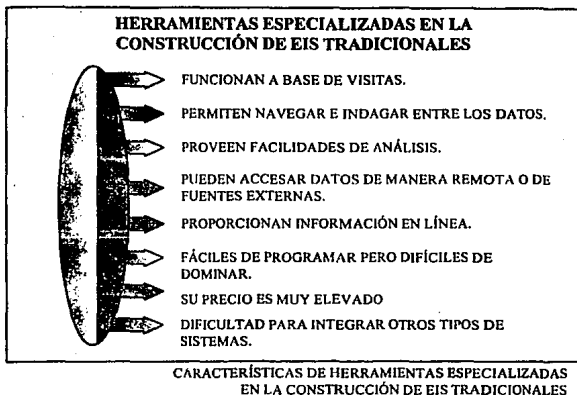 HERRAMIENTAS ESPECIALIZADAS EN LA
CONSTRUCCIÓN DE EIS TRADICIONALES
FUNCIONAN A BASE DE VISITAS.
PERMITEN NAVEGAR E INDAGAR ENTRE LOS DATOS.
PROVEEN FACILIDADES DE ANÁLISIS.
PUEDEN ACCESAR DATOS DE MANERA REMOTA O DE
FUENTES EXTERNAS.
PROPORCIONAN INFORMACIÓN EN LÍNEA.
FÁCILES DE PROGRAMAR PERO DIFÍCILES DE
DOMINAR.
SU PRECIO ES MUY ELEVADO
DIFICULTAD PARA INTEGRAR OTROS TIPOS DE
SISTEMAS.
CARACTERÍSTICAS DE HERRAMIENTAS ESPECIALIZADAS
EN LA CONSTRUCCIÓN DE EIS TRADICIONALES